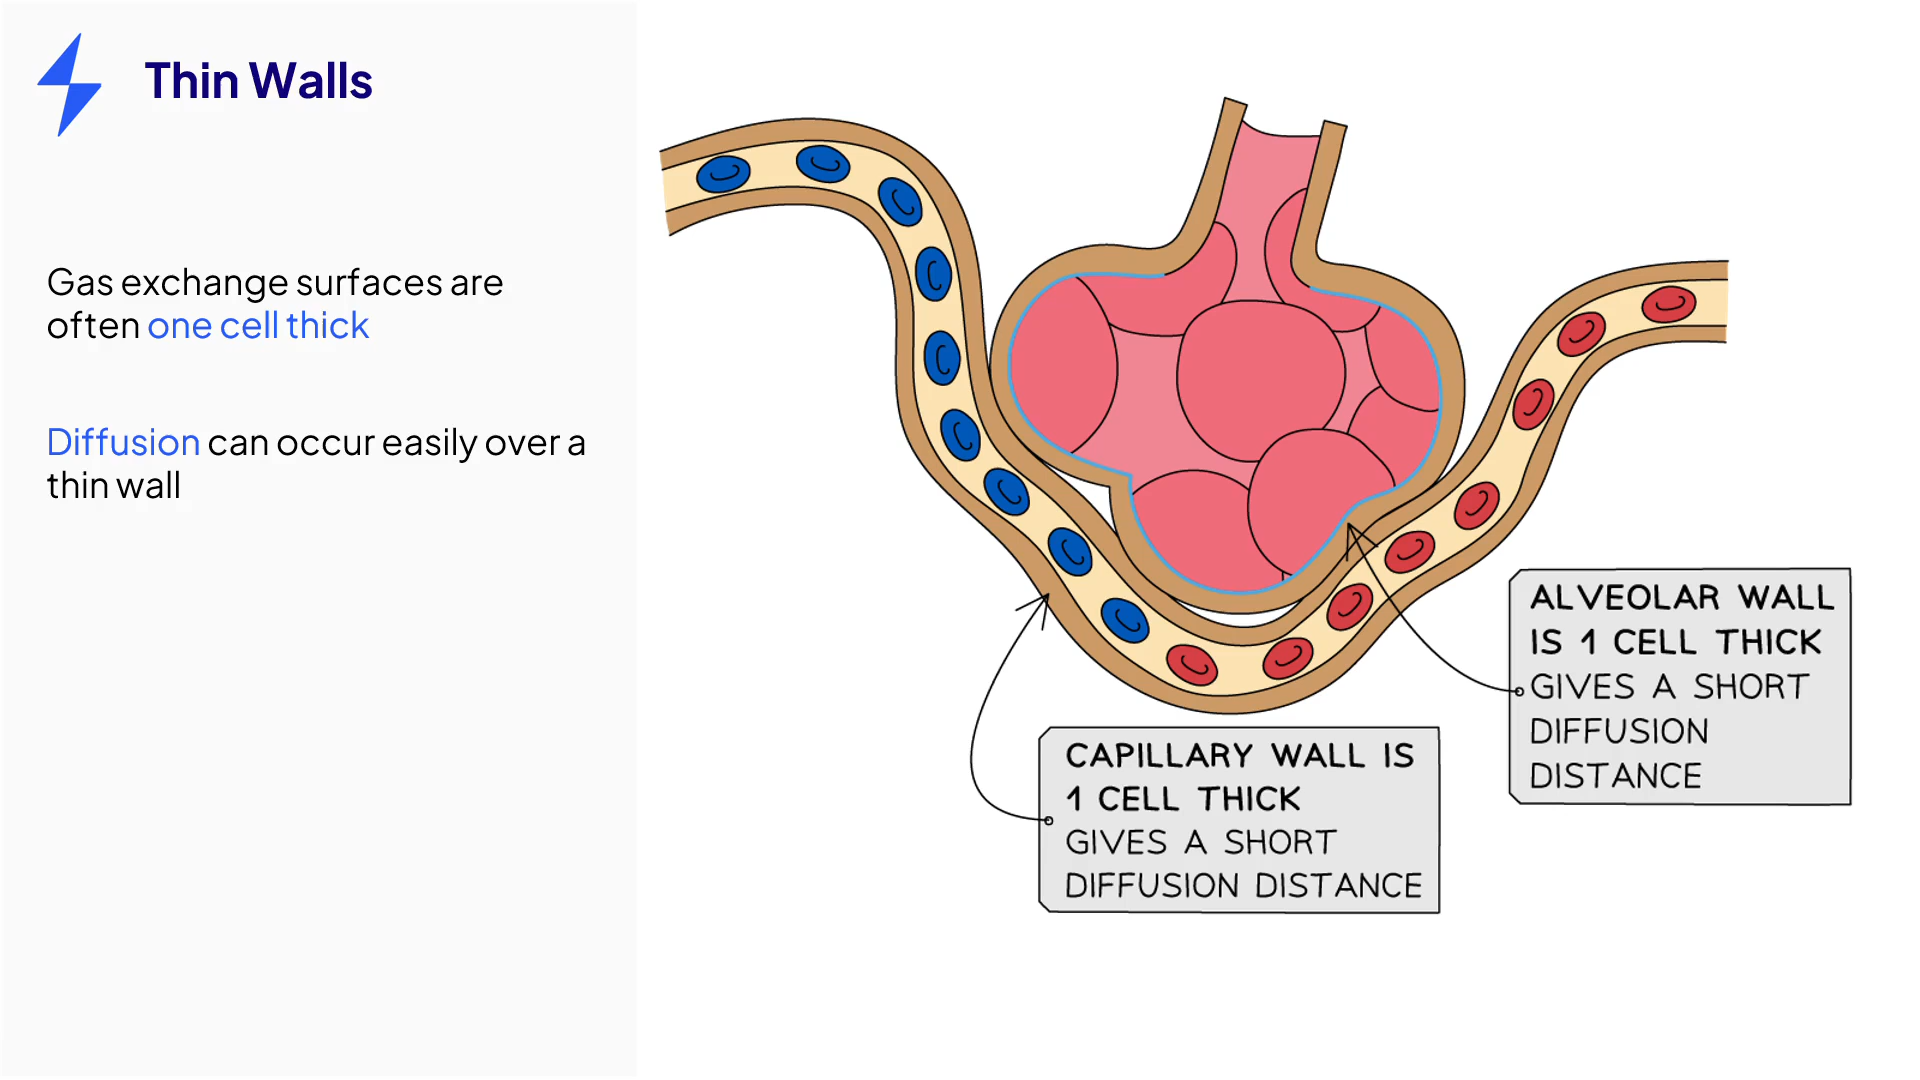 Thin Walls
Gas exchange surfaces are
often one cell thick
Diffusion can occur easily over a
thin wall
ALVEOLAR WALL
IS 1 CELL THICK
GIVES A SHORT
DIFFUSION
DISTANCE
CAPILLARY WALL IS
1 CELL THICK
GIVES A SHORT
DIFFUSION DISTANCE